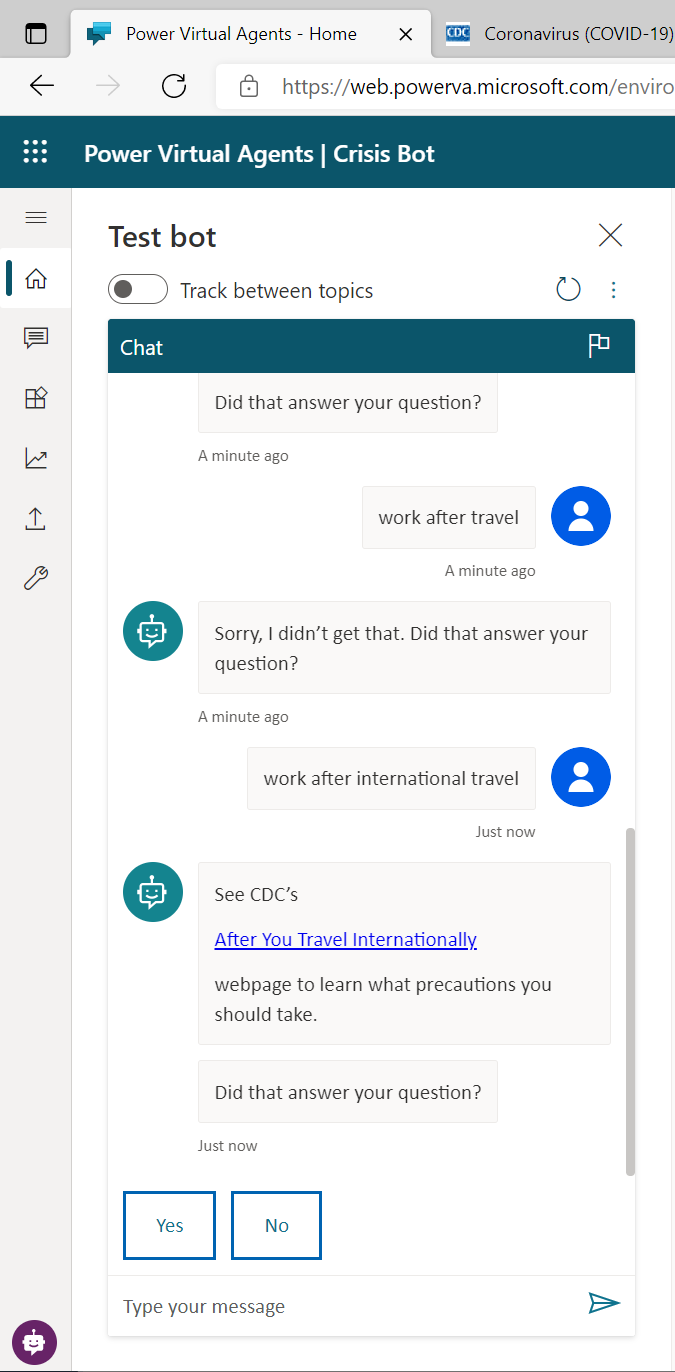 Power Virtual Agents - Home
CDC
Coronavirus (COVID-19)
https://web.powerva.microsoft.com/enviro
Power Virtual Agents | Crisis Bot
Test bot
Track between topics
Chat
Did that answer your question?
A minute ago
work after travel
A minute ago
Sorry, I didn’t get that. Did that answer your
question?
A minute ago
work after international travel
Just now
See CDC’s
After You Travel Internationally
webpage to learn what precautions you
should take.
Did that answer your question?
Just now
Yes
No
Type your message